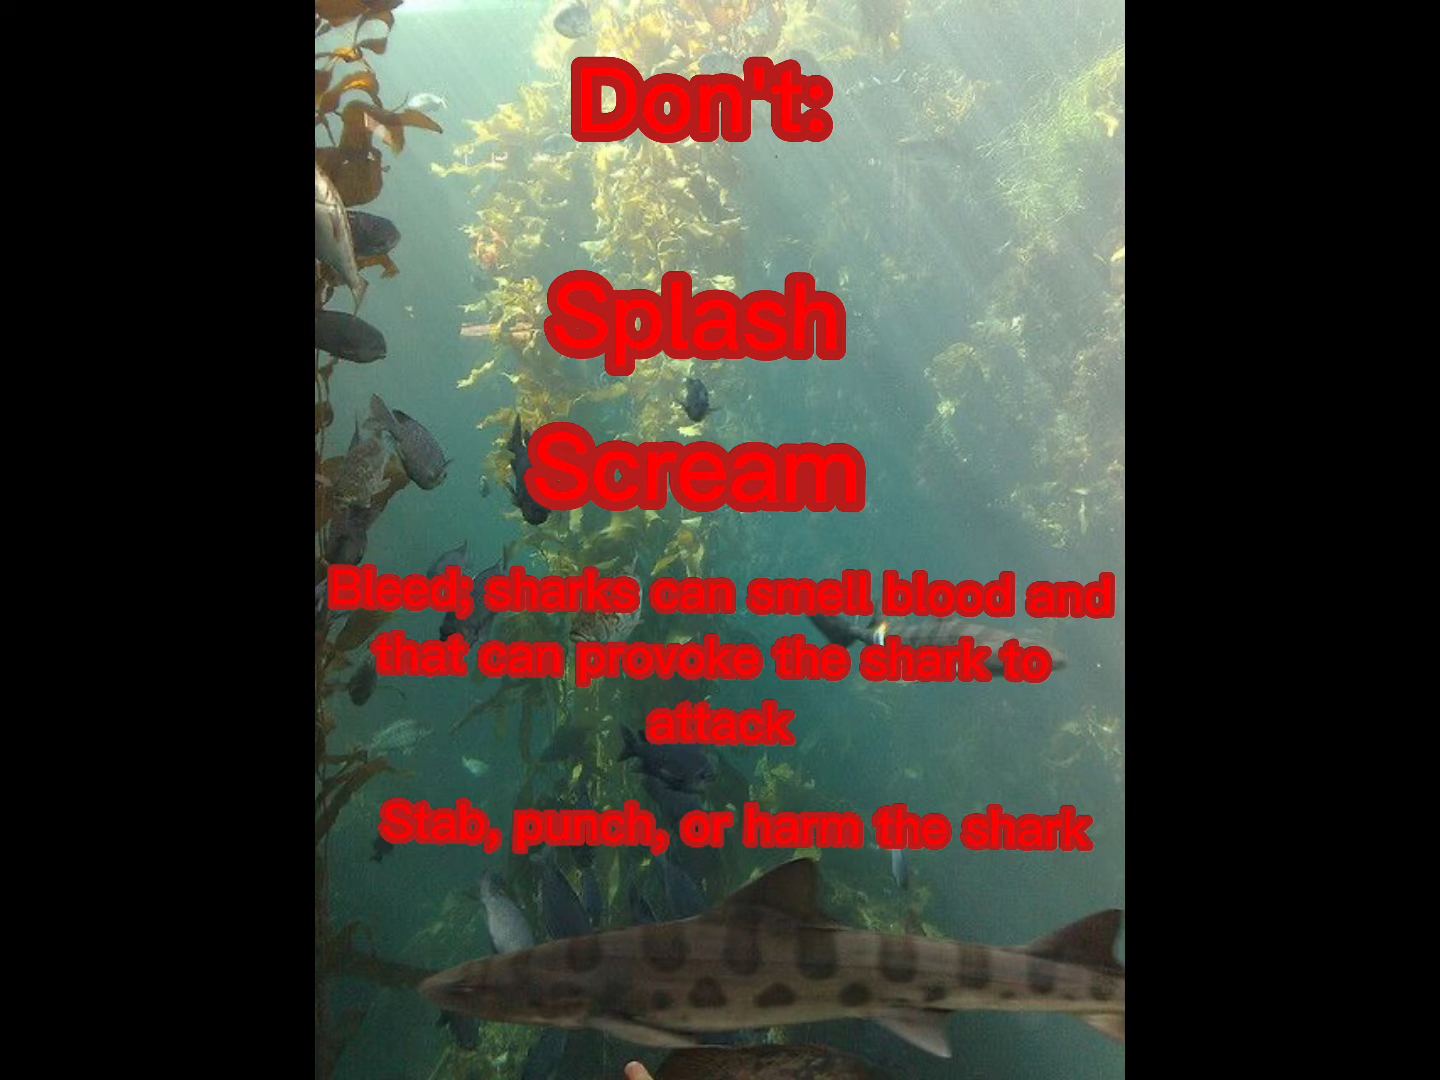 Don't:
Splash
Scream
Bleed; sharks can smell blood and
that can provoke the shark to
attack
Stab, punch, or harm the shark